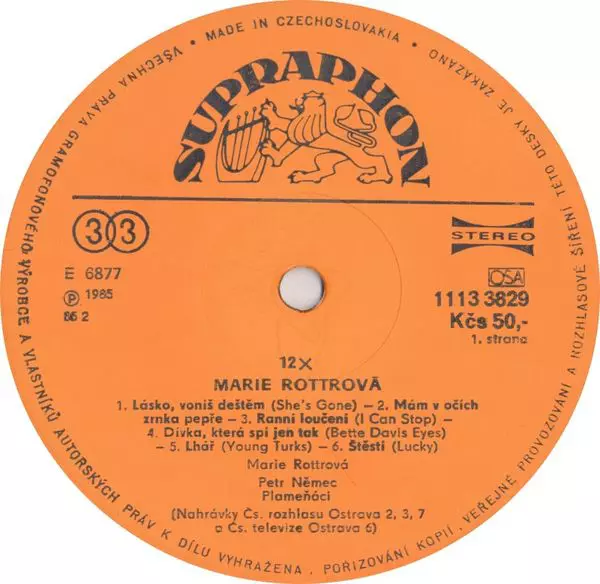 MADE IN CZECHOSLOVAKIA •
VŠECHNA PRÁVA GRAMOFONOVÉHO VÝROBCE A VLASTNÍKŮ AUTORSKÝCH PRÁV K DÍLU VYHRAŽENA. POŘIZOVÁNÍ KOPIÍ, VEŘEJNÉ PROVOZOVÁNÍ A ROZHLASOVÉ ŠÍŘENÍ TÉTO DESKY JE ZAKÁZÁNO •
SUPRAPHON
33
STEREO
E 6877
OSA
℗ 1985
1113 3829
86 2
Kčs 50,-
1. strana
12X
MARIE ROTTROVÁ
1. Lásko, voníš deštěm (She's Gone) – 2. Mám v očích
zrnka pepře – 3. Ranní loučení (I Can Stop) –
4. Dívka, která spí jen tak (Bette Davis Eyes)
– 5. Lhář (Young Turks) – 6. Štěstí (Lucky)
Marie Rottrová
Petr Němec
Plameňáci
(Nahrávky Čs. rozhlasu Ostrava 2, 3, 7
a Čs. televize Ostrava 6)